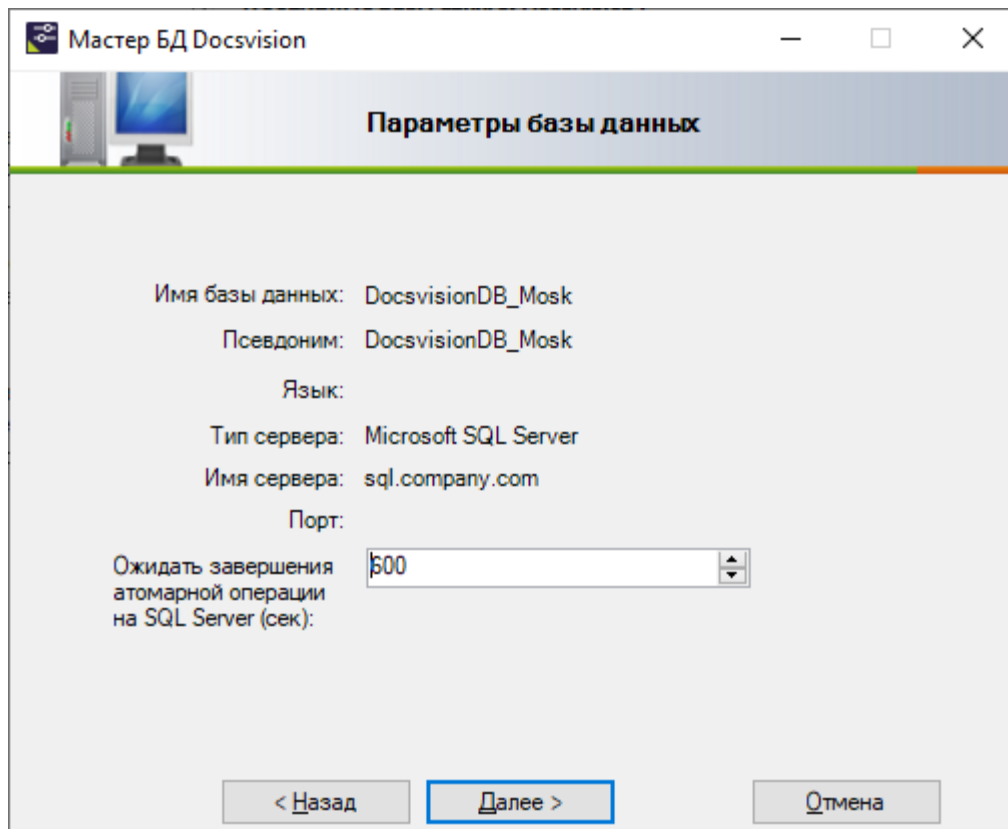 Мастер БД Docsvision
Параметры базы данных
Имя базы данных: DocsvisionDB_Mosk
Псевдоним: DocsvisionDB_Mosk
Язык:
Тип сервера: Microsoft SQL Server
Имя сервера: sql.company.com
Порт:
Ожидать завершения 600
атомарной операции
на SQL Server (сек):
< Назад Далее > Отмена